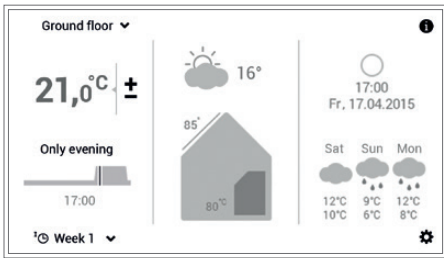 Ground floor
21,0°C ±
Only evening
17:00
¹ Week 1
16°
85°
80°C
17:00
Fr, 17.04.2015
Sat Sun Mon
12°C 9°C 12°C
10°C 6°C 8°C